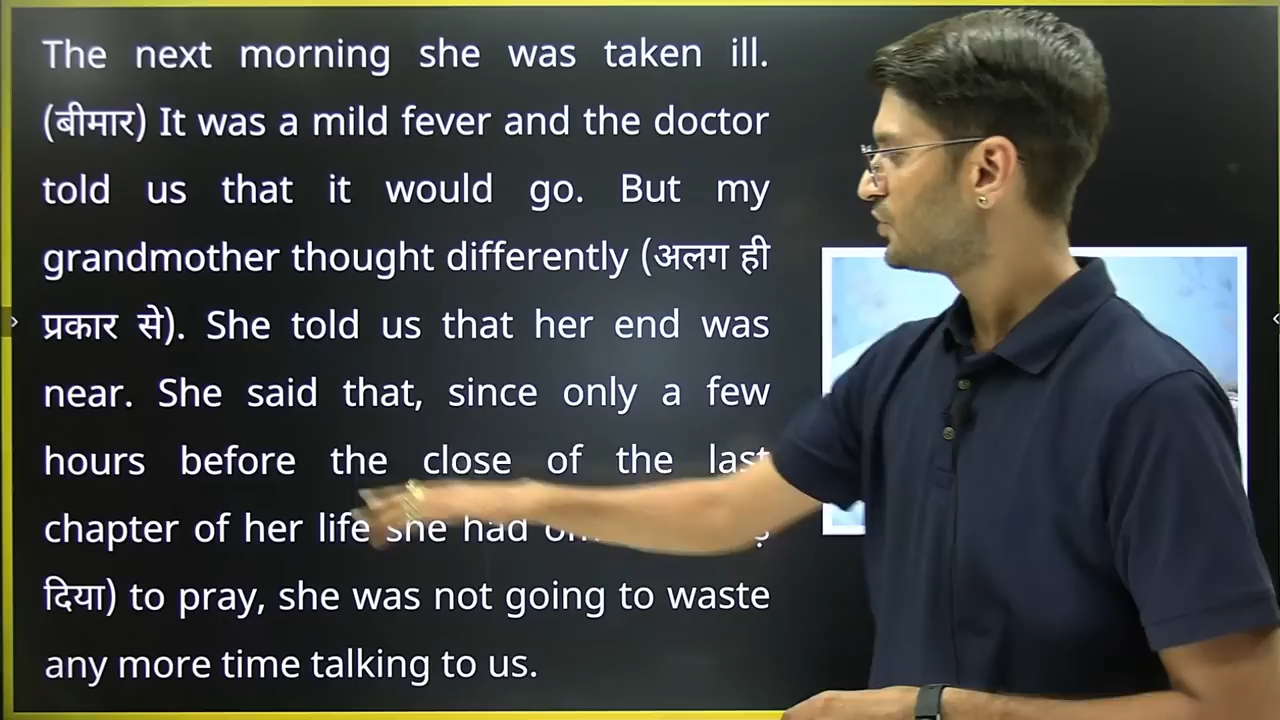 The next morning she was taken ill.
(बीमार) It was a mild fever and the doctor
told us that it would go. But my
grandmother thought differently (अलग ही
प्रकार से). She told us that her end was
near. She said that, since only a few
hours before the close of the last
chapter of her life she had
दिया) to pray, she was not going to waste
any more time talking to us.